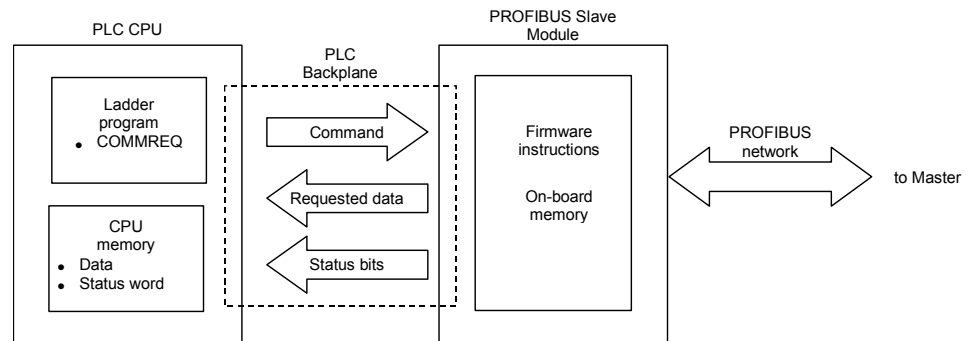 PLC CPU
Ladder
program
• COMMREQ
CPU
memory
• Data
• Status word
PLC
Backplane
Command
Requested data
Status bits
PROFIBUS Slave
Module
Firmware
instructions
On-board
memory
PROFIBUS
network
to Master